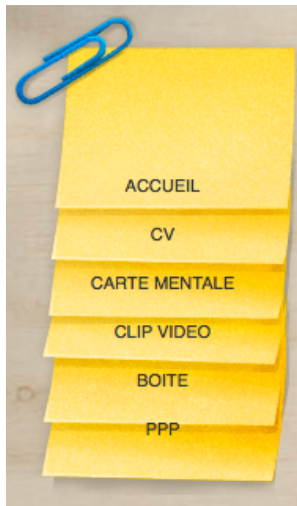 ACCUEIL
CV
CARTE MENTALE
CLIP VIDEO
BOITE
PPP